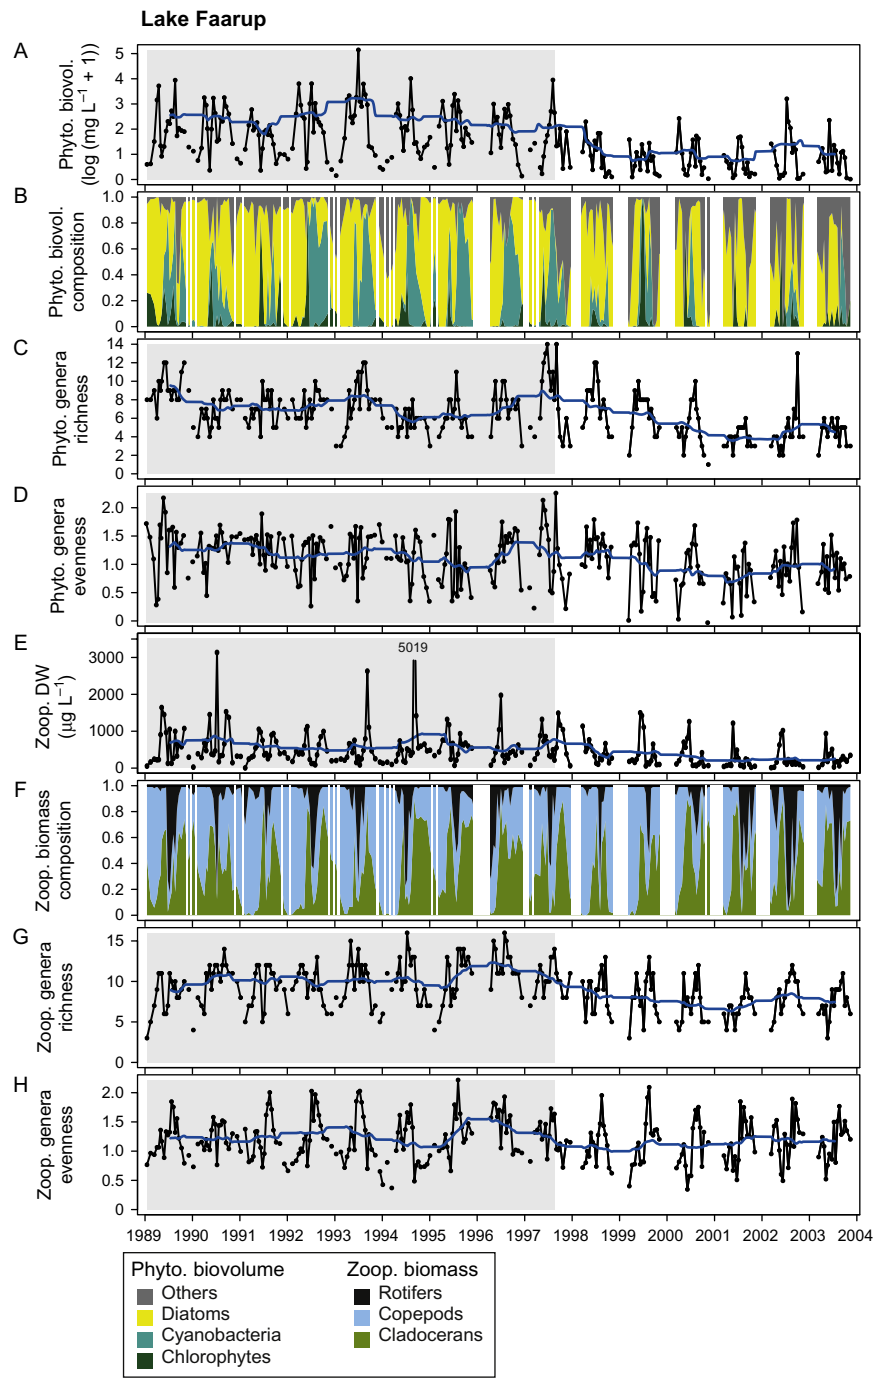 Lake Faarup
A
Phyto. biovol.
(log (mg L⁻¹ + 1))
5
4
3
2
1
0
B
Phyto. biovol.
composition
1.0
0.8
0.6
0.4
0.2
0
C
Phyto. genera
richness
14
12
10
8
6
4
2
0
D
Phyto. genera
evenness
2.0
1.5
1.0
0.5
0
E
Zoop. DW
(µg L⁻¹)
3000
2000
1000
0
5019
F
Zoop. biomass
composition
1.0
0.8
0.6
0.4
0.2
0
G
Zoop. genera
richness
15
10
5
0
H
Zoop. genera
evenness
2.0
1.5
1.0
0.5
0
1989 1990 1991 1992 1993 1994 1995 1996 1997 1998 1999 2000 2001 2002 2003 2004
Phyto. biovolume
Others
Diatoms
Cyanobacteria
Chlorophytes
Zoop. biomass
Rotifers
Copepods
Cladocerans